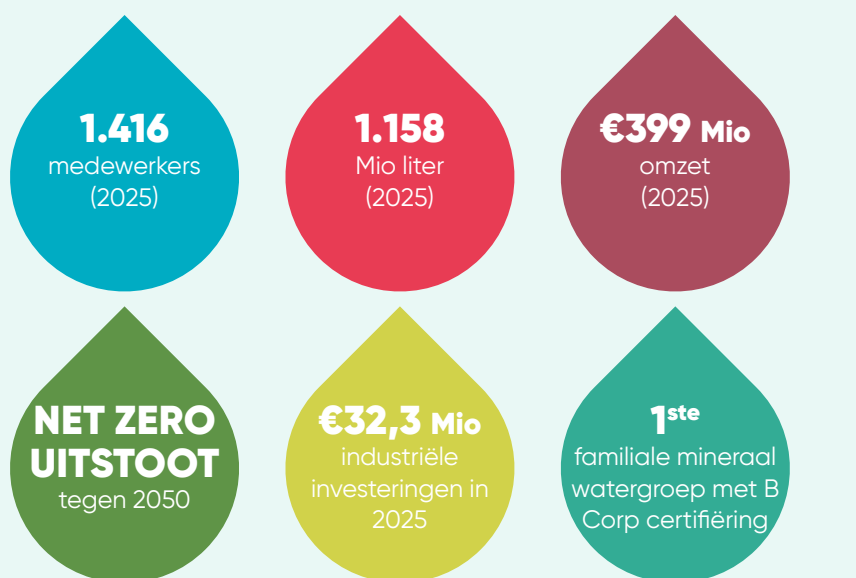 1.416
medewerkers
(2025)
1.158
Mio liter
(2025)
€399 Mio
omzet
(2025)
NET ZERO
UITSTOOT
tegen 2050
€32,3 Mio
industriële
investeringen in
2025
1ste
familiale mineraal
watergroep met B
Corp certifiëring